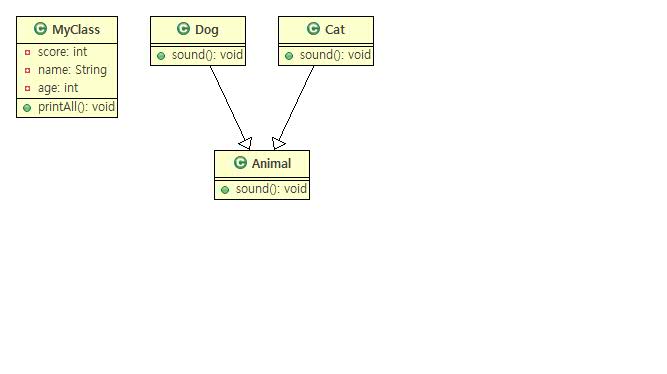 C MyClass
score: int
name: String
age: int
printAll(): void
C Dog
sound(): void
C Cat
sound(): void
C Animal
sound(): void